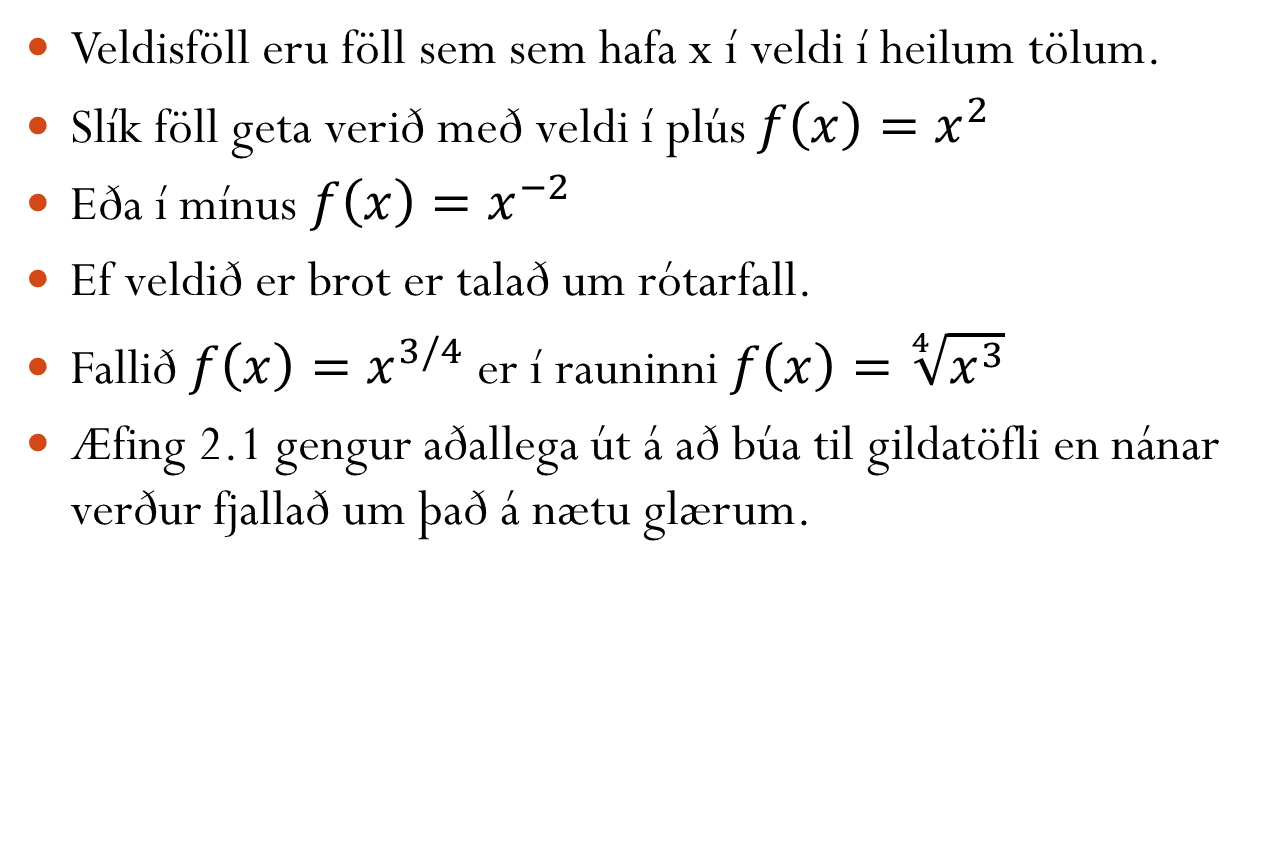 • Veldisföll eru föll sem sem hafa x í veldi í heilum tölum.
• Slík föll geta verið með veldi í plús $f(x) = x^2$
• Eða í mínus $f(x) = x^{-2}$
• Ef veldið er brot er talað um rótarfall.
• Fallið $f(x) = x^{3/4}$ er í rauninni $f(x) = \sqrt[4]{x^3}$
• Æfing 2.1 gengur aðallega út á að búa til gildatöfli en nánar
verður fjallað um það á nætu glærum.